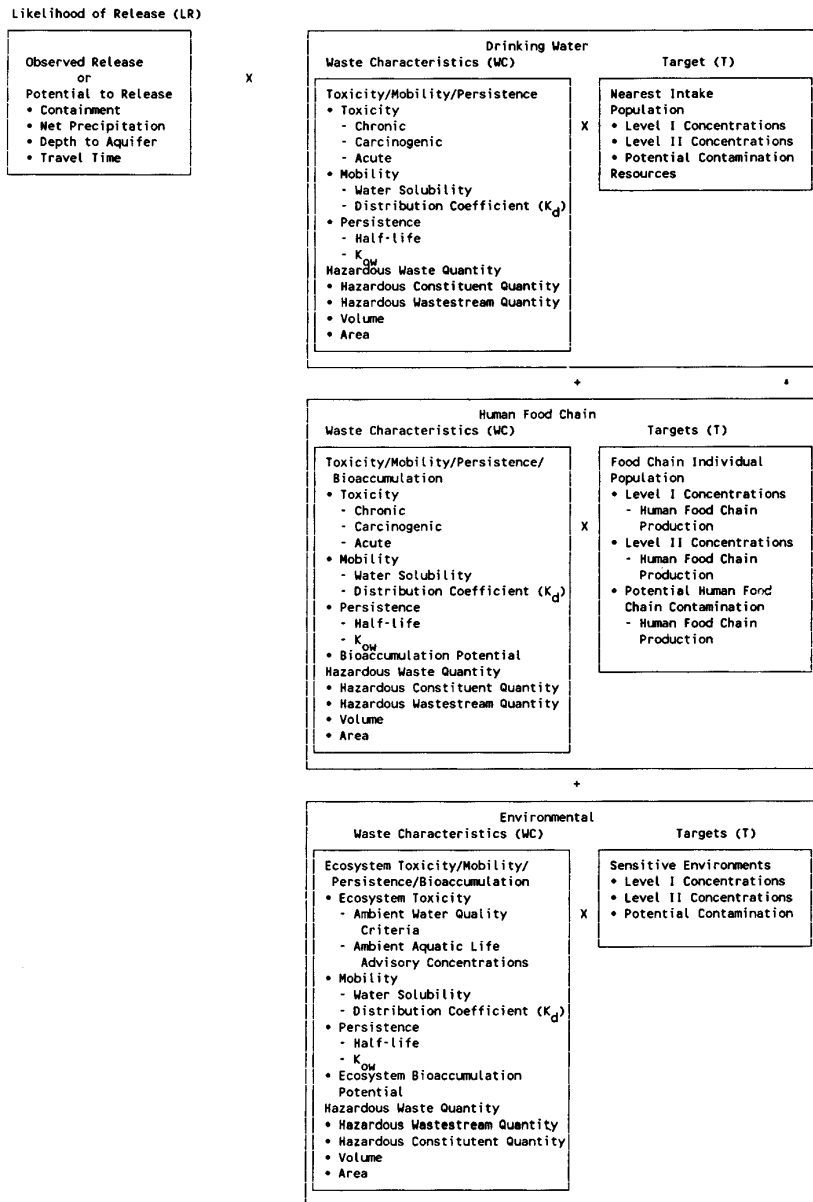 Likelihood of Release (LR)
Observed Release
or
Potential to Release
• Containment
• Net Precipitation
• Depth to Aquifer
• Travel Time
X
Drinking Water
Waste Characteristics (WC)
Target (T)
Toxicity/Mobility/Persistence
• Toxicity
- Chronic
- Carcinogenic
- Acute
• Mobility
- Water Solubility
- Distribution Coefficient (Kd)
• Persistence
- Half-life
- Kow
Hazardous Waste Quantity
• Hazardous Constituent Quantity
• Hazardous Wastestream Quantity
• Volume
• Area
X
Nearest Intake
Population
• Level I Concentrations
• Level II Concentrations
• Potential Contamination
Resources
+
Human Food Chain
Waste Characteristics (WC)
Targets (T)
Toxicity/Mobility/Persistence/
Bioaccumulation
• Toxicity
- Chronic
- Carcinogenic
- Acute
• Mobility
- Water Solubility
- Distribution Coefficient (Kd)
• Persistence
- Half-life
- Kow
• Bioaccumulation Potential
Hazardous Waste Quantity
• Hazardous Constituent Quantity
• Hazardous Wastestream Quantity
• Volume
• Area
X
Food Chain Individual
Population
• Level I Concentrations
- Human Food Chain
Production
• Level II Concentrations
- Human Food Chain
Production
• Potential Human Food
Chain Contamination
- Human Food Chain
Production
+
Environmental
Waste Characteristics (WC)
Targets (T)
Ecosystem Toxicity/Mobility/
Persistence/Bioaccumulation
• Ecosystem Toxicity
- Ambient Water Quality
Criteria
- Ambient Aquatic Life
Advisory Concentrations
• Mobility
- Water Solubility
- Distribution Coefficient (Kd)
• Persistence
- Half-life
- Kow
• Ecosystem Bioaccumulation
Potential
Hazardous Waste Quantity
• Hazardous Wastestream Quantity
• Hazardous Constitutent Quantity
• Volume
• Area
X
Sensitive Environments
• Level I Concentrations
• Level II Concentrations
• Potential Contamination